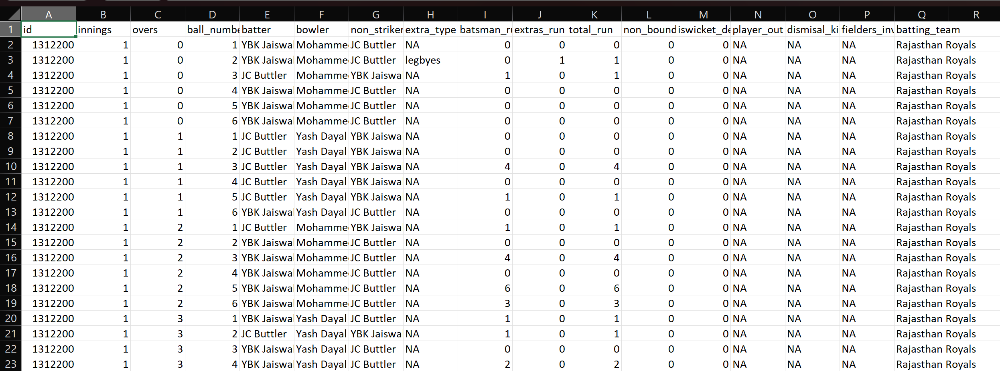 A B C D E F G H I J K L M N O P Q R
1 id innings overs ball_numbe batter bowler non_striker extra_type batsman_ru extras_run total_run non_bound iswicket_de player_out dismisal_ki fielders_inv batting_team
2 1312200 1 0 1 YBK Jaiswal Mohamme JC Buttler NA 0 0 0 0 0 NA NA NA Rajasthan Royals
3 1312200 1 0 2 YBK Jaiswal Mohamme JC Buttler legbyes 0 1 1 0 0 NA NA NA Rajasthan Royals
4 1312200 1 0 3 JC Buttler Mohamme YBK Jaiswal NA 1 0 1 0 0 NA NA NA Rajasthan Royals
5 1312200 1 0 4 YBK Jaiswal Mohamme JC Buttler NA 0 0 0 0 0 NA NA NA Rajasthan Royals
6 1312200 1 0 5 YBK Jaiswal Mohamme JC Buttler NA 0 0 0 0 0 NA NA NA Rajasthan Royals
7 1312200 1 0 6 YBK Jaiswal Mohamme JC Buttler NA 0 0 0 0 0 NA NA NA Rajasthan Royals
8 1312200 1 1 1 JC Buttler Yash Dayal YBK Jaiswal NA 0 0 0 0 0 NA NA NA Rajasthan Royals
9 1312200 1 1 2 JC Buttler Yash Dayal YBK Jaiswal NA 0 0 0 0 0 NA NA NA Rajasthan Royals
10 1312200 1 1 3 JC Buttler Yash Dayal YBK Jaiswal NA 4 0 4 0 0 NA NA NA Rajasthan Royals
11 1312200 1 1 4 JC Buttler Yash Dayal YBK Jaiswal NA 0 0 0 0 0 NA NA NA Rajasthan Royals
12 1312200 1 1 5 JC Buttler Yash Dayal YBK Jaiswal NA 1 0 1 0 0 NA NA NA Rajasthan Royals
13 1312200 1 1 6 YBK Jaiswal Yash Dayal JC Buttler NA 0 0 0 0 0 NA NA NA Rajasthan Royals
14 1312200 1 2 1 JC Buttler Mohamme YBK Jaiswal NA 1 0 1 0 0 NA NA NA Rajasthan Royals
15 1312200 1 2 2 YBK Jaiswal Mohamme JC Buttler NA 0 0 0 0 0 NA NA NA Rajasthan Royals
16 1312200 1 2 3 YBK Jaiswal Mohamme JC Buttler NA 4 0 4 0 0 NA NA NA Rajasthan Royals
17 1312200 1 2 4 YBK Jaiswal Mohamme JC Buttler NA 0 0 0 0 0 NA NA NA Rajasthan Royals
18 1312200 1 2 5 YBK Jaiswal Mohamme JC Buttler NA 6 0 6 0 0 NA NA NA Rajasthan Royals
19 1312200 1 2 6 YBK Jaiswal Mohamme JC Buttler NA 3 0 3 0 0 NA NA NA Rajasthan Royals
20 1312200 1 3 1 YBK Jaiswal Yash Dayal JC Buttler NA 1 0 1 0 0 NA NA NA Rajasthan Royals
21 1312200 1 3 2 JC Buttler Yash Dayal YBK Jaiswal NA 1 0 1 0 0 NA NA NA Rajasthan Royals
22 1312200 1 3 3 YBK Jaiswal Yash Dayal JC Buttler NA 0 0 0 0 0 NA NA NA Rajasthan Royals
23 1312200 1 3 4 YBK Jaiswal Yash Dayal JC Buttler NA 2 0 2 0 0 NA NA NA Rajasthan Royals